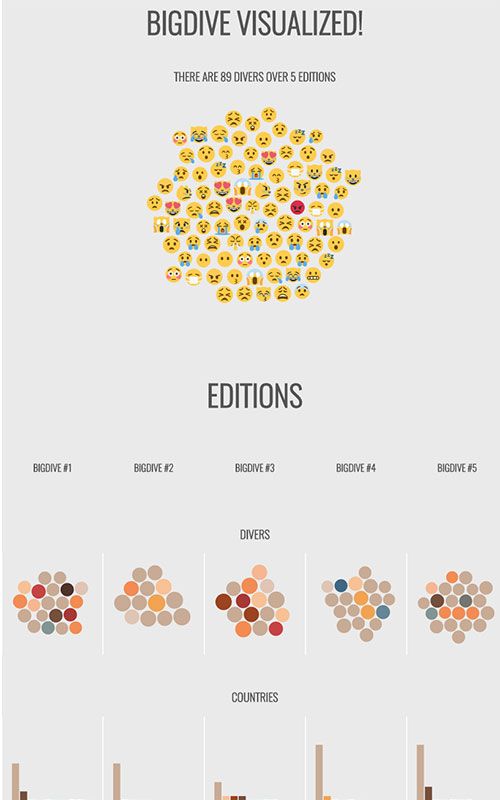 BIGDIVE VISUALIZED!
THERE ARE 89 DIVERS OVER 5 EDITIONS
EDITIONS
BIGDIVE #1 BIGDIVE #2 BIGDIVE #3 BIGDIVE #4 BIGDIVE #5
DIVERS
COUNTRIES